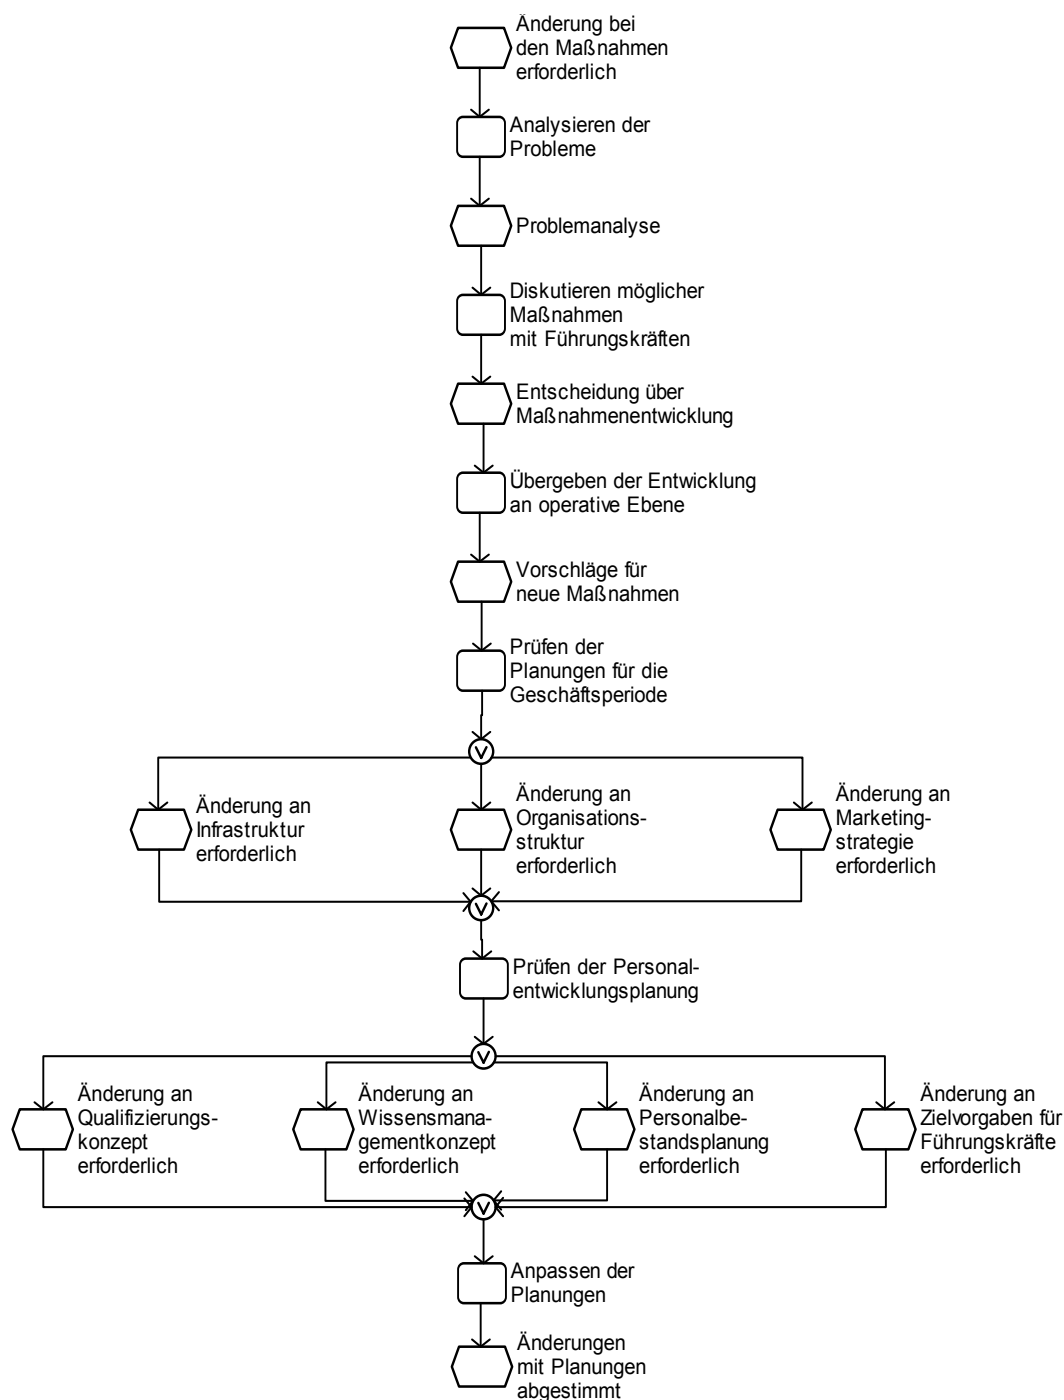 Änderung bei
den Maßnahmen
erforderlich
Analysieren der
Probleme
Problemanalyse
Diskutieren möglicher
Maßnahmen
mit Führungskräften
Entscheidung über
Maßnahmenentwicklung
Übergeben der Entwicklung
an operative Ebene
Vorschläge für
neue Maßnahmen
Prüfen der
Planungen für die
Geschäftsperiode
V
Änderung an
Infrastruktur
erforderlich
Änderung an
Organisations-
struktur
erforderlich
Änderung an
Marketing-
strategie
erforderlich
V
Prüfen der Personal-
entwicklungsplanung
V
Änderung an
Qualifizierungs-
konzept
erforderlich
Änderung an
Wissensmana-
gementkonzept
erforderlich
Änderung an
Personalbe-
standsplanung
erforderlich
Änderung an
Zielvorgaben für
Führungskräfte
erforderlich
V
Anpassen der
Planungen
Änderungen
mit Planungen
abgestimmt